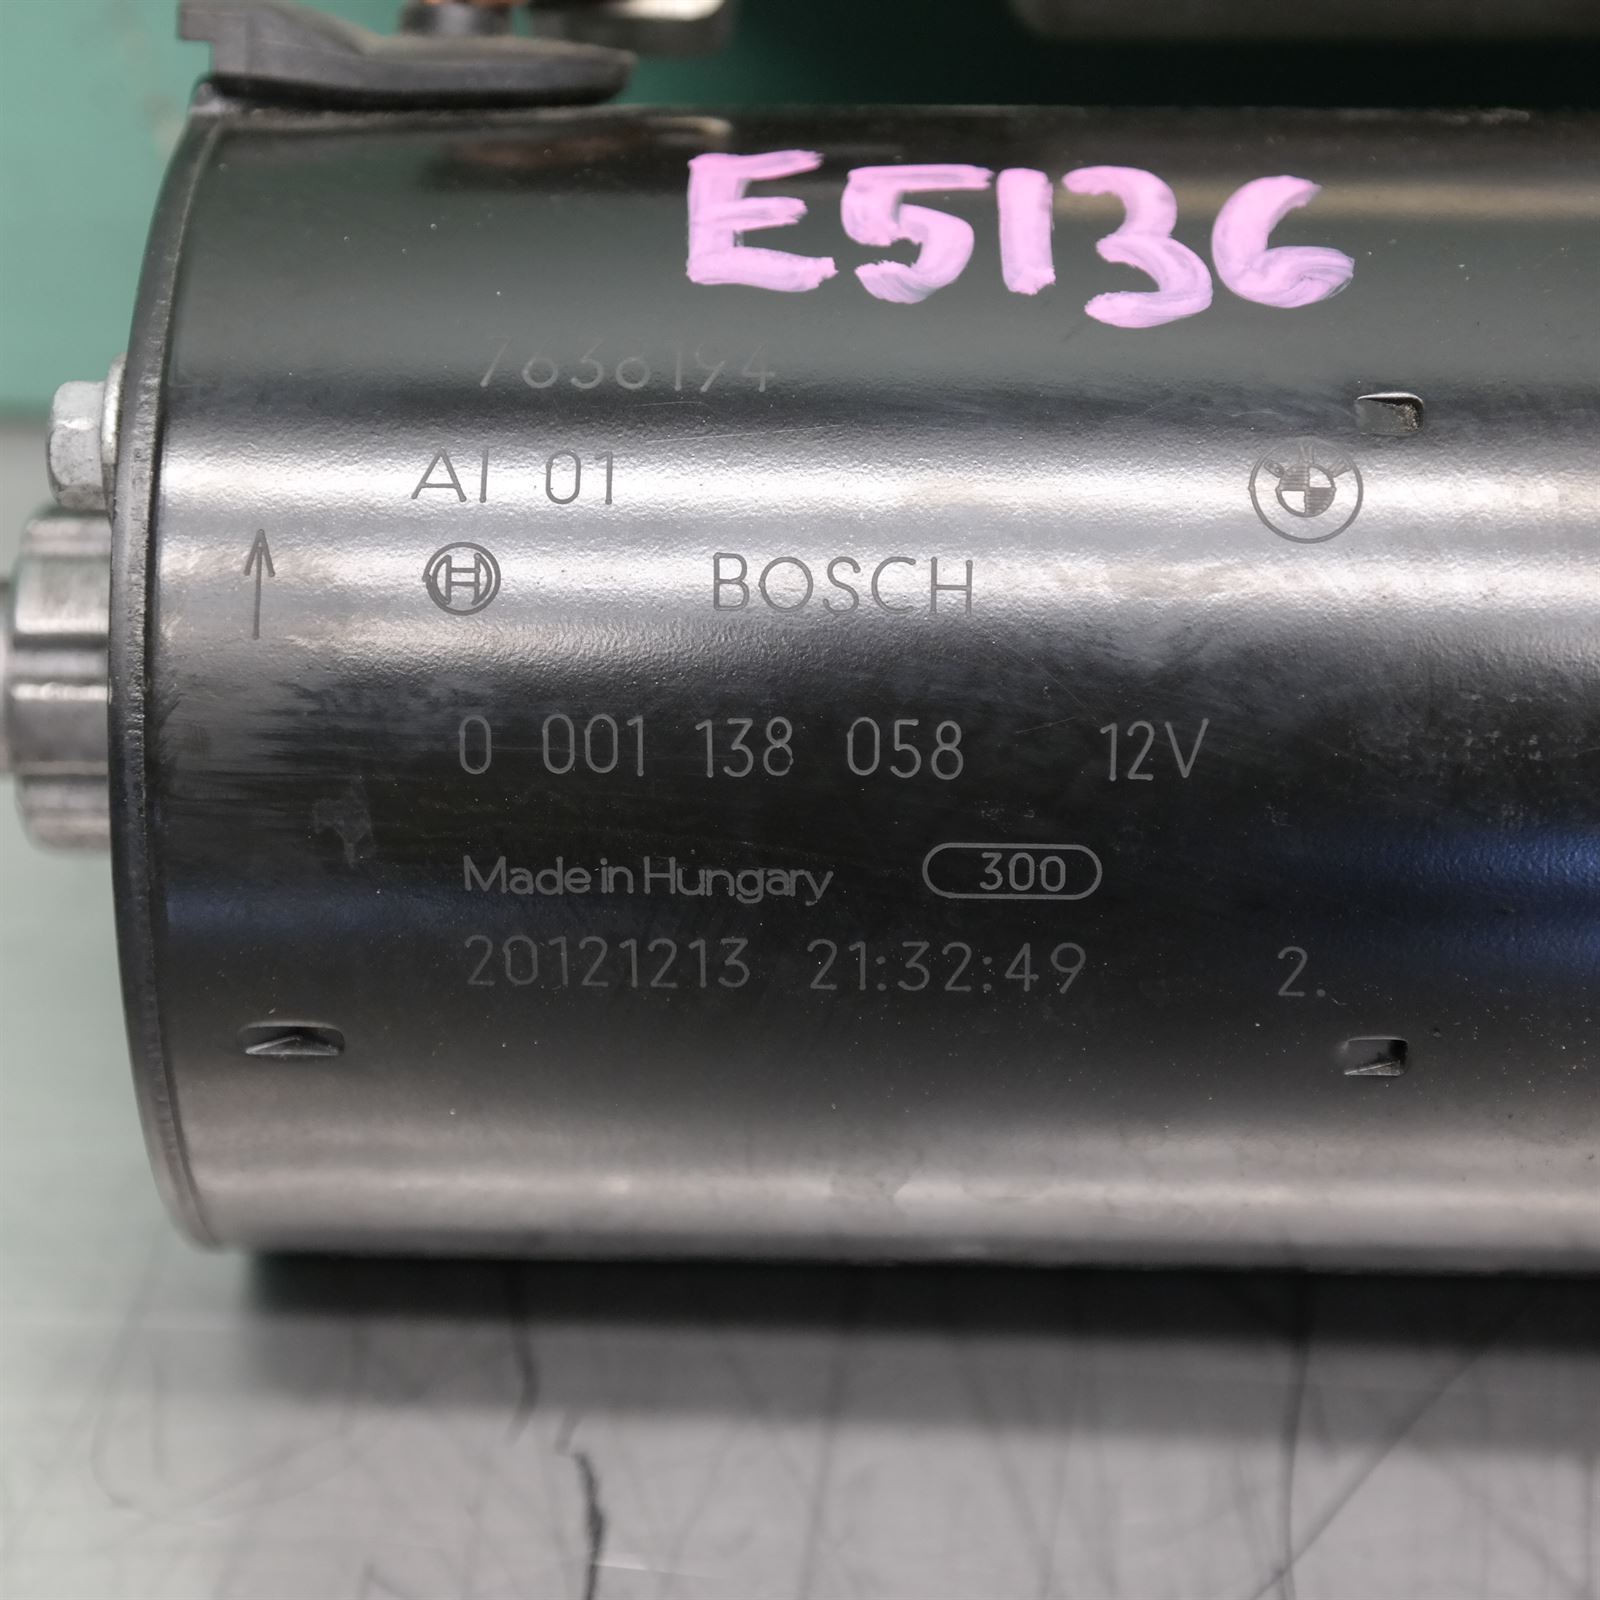 E5136
7636194
AI 01
BMW
H BOSCH
0 001 138 058 12V
Made in Hungary 300
20121213 21:32:49 2.